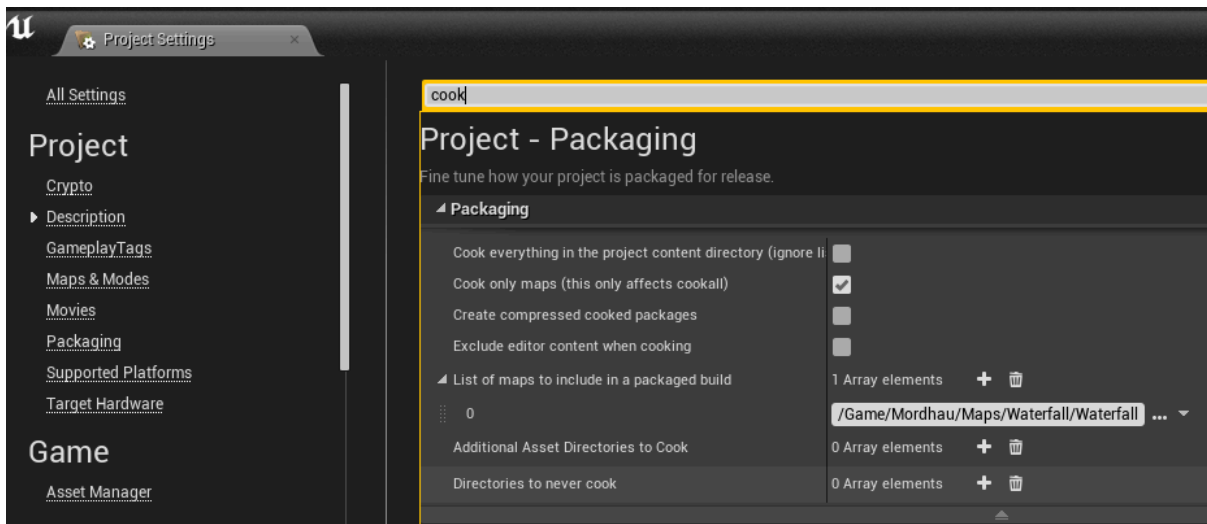 Project Settings
All Settings
Project
Crypto
Description
GameplayTags
Maps & Modes
Movies
Packaging
Supported Platforms
Target Hardware
Game
Asset Manager
cook
Project - Packaging
Fine tune how your project is packaged for release.
Packaging
Cook everything in the project content directory (ignore li
Cook only maps (this only affects cookall)
Create compressed cooked packages
Exclude editor content when cooking
List of maps to include in a packaged build 1 Array elements
0 /Game/Mordhau/Maps/Waterfall/Waterfall
Additional Asset Directories to Cook 0 Array elements
Directories to never cook 0 Array elements